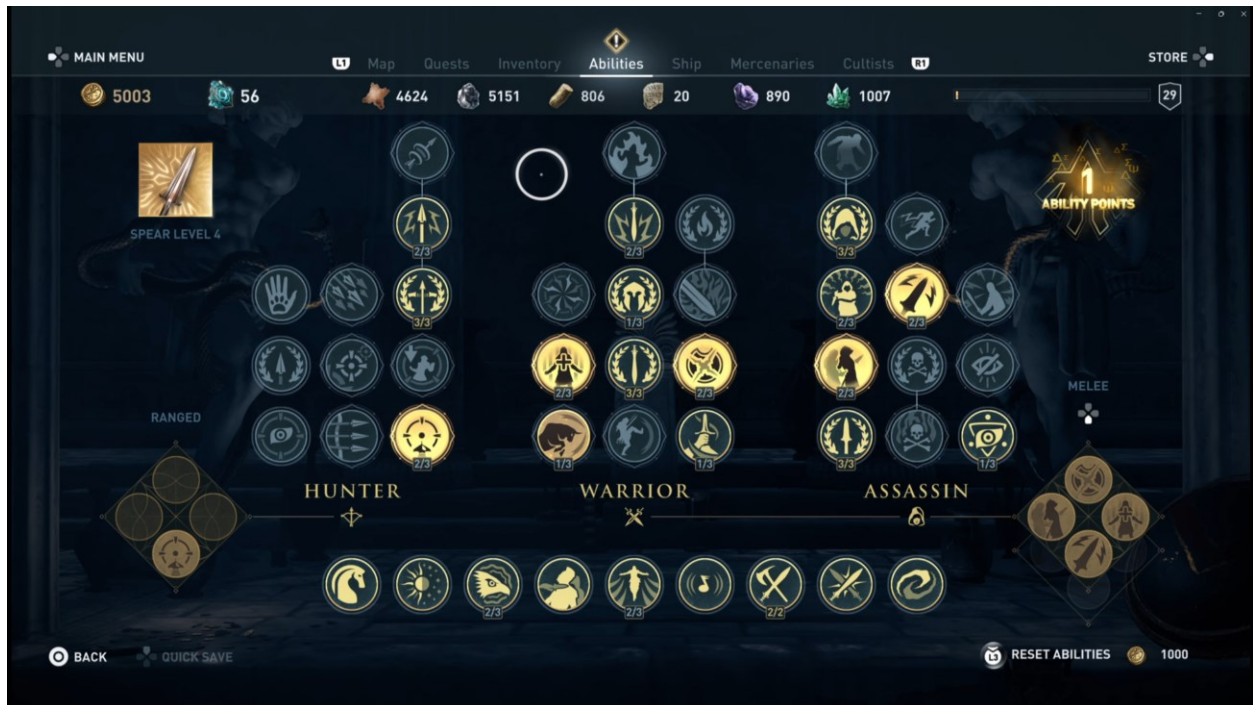 MAIN MENU
L1 Map Quests Inventory Abilities Ship Mercenaries Cultists R1
STORE
5003 56 4624 5151 806 20 890 1007 29
SPEAR LEVEL 4
1
ABILITY POINTS
2/3 2/3 3/3
3/3 1/3 2/3 2/3
2/3 3/3 2/3 2/3
2/3 1/3 1/3 3/3 1/3
RANGED
MELEE
HUNTER WARRIOR ASSASSIN
2/3 2/3 2/2
BACK QUICK SAVE
L3 RESET ABILITIES 1000